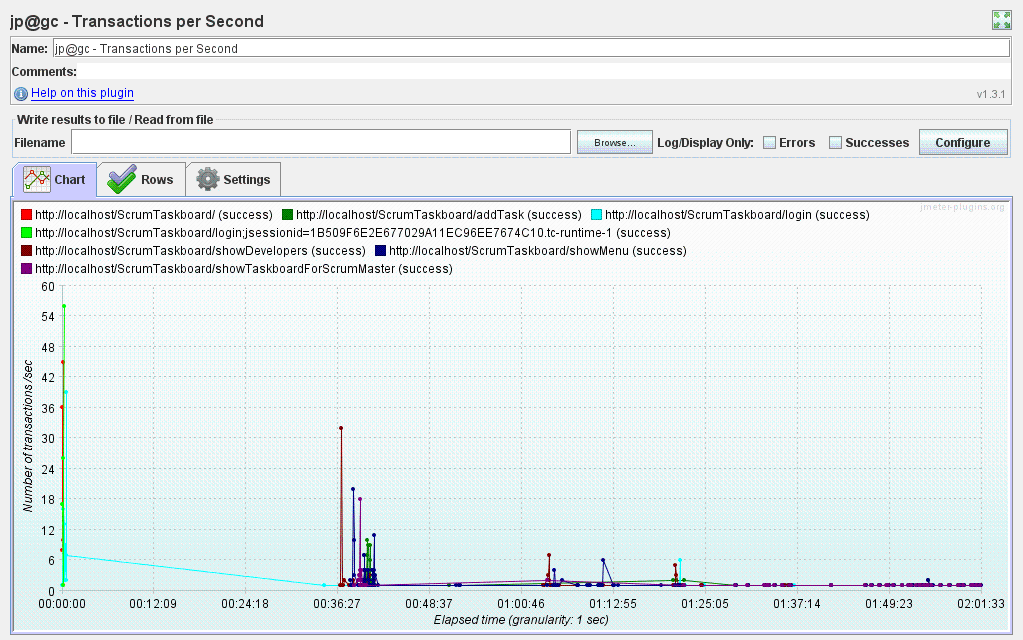 jp@gc - Transactions per Second
Name: jp@gc - Transactions per Second
Comments:
Help on this plugin v1.3.1
Write results to file / Read from file
Filename Browse... Log/Display Only: Errors Successes Configure
Chart Rows Settings
jmeter-plugins.org
http://localhost/ScrumTaskboard/ (success) http://localhost/ScrumTaskboard/addTask (success) http://localhost/ScrumTaskboard/login (success)
http://localhost/ScrumTaskboard/login;jsessionid=1B509F6E2E677029A11EC96EE7674C10.tc-runtime-1 (success)
http://localhost/ScrumTaskboard/showDevelopers (success) http://localhost/ScrumTaskboard/showMenu (success)
http://localhost/ScrumTaskboard/showTaskboardForScrumMaster (success)
60
54
48
42
36
30
24
18
12
6
0
Number of transactions /sec
00:00:00 00:12:09 00:24:18 00:36:27 00:48:37 01:00:46 01:12:55 01:25:05 01:37:14 01:49:23 02:01:33
Elapsed time (granularity: 1 sec)